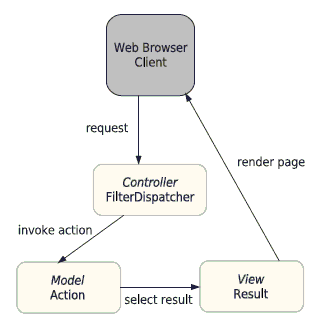 Web Browser
Client
request
render page
Controller
FilterDispatcher
invoke action
Model
Action
select result
View
Result